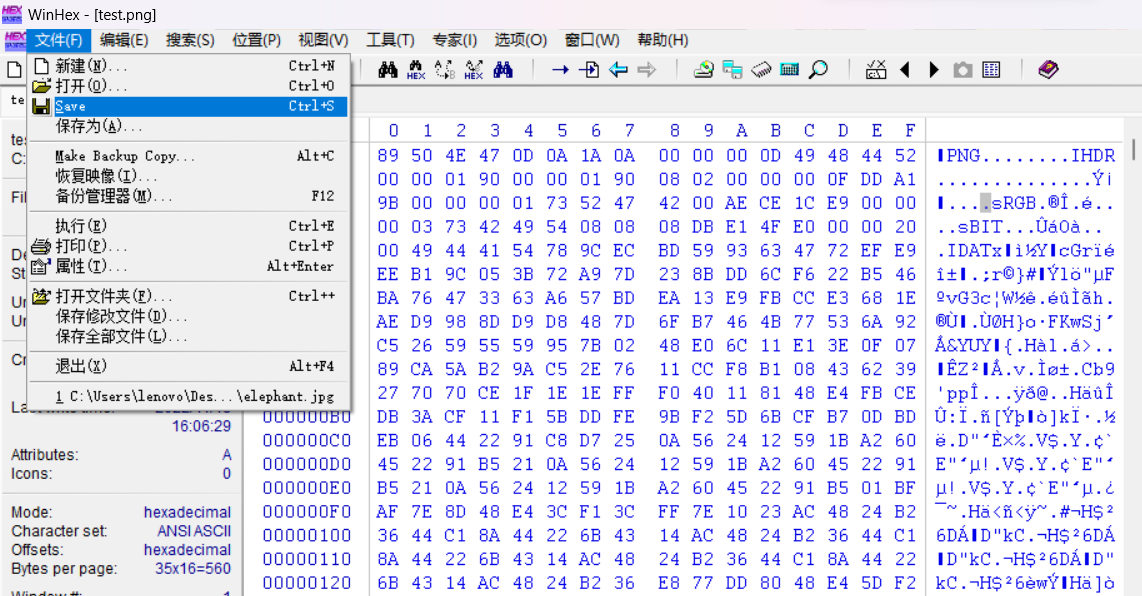 WinHex - [test.png]
文件(F) 编辑(E) 搜索(S) 位置(P) 视图(V) 工具(T) 专家(I) 选项(O) 窗口(W) 帮助(H)
新建(N)... Ctrl+N
打开(O)... Ctrl+O
Save Ctrl+S
保存为(A)...
Make Backup Copy... Alt+C
恢复映像(I)...
备份管理器(M)... F12
执行(E) Ctrl+E
打印(P)... Ctrl+P
属性(T)... Alt+Enter
打开文件夹(F)... Ctrl++
保存修改文件(D)...
保存全部文件(L)...
退出(X) Alt+F4
1 C:\Users\lenovo\Des...\elephant.jpg
16:06:29
Attributes: A
Icons: 0
Mode: hexadecimal
Character set: ANSI ASCII
Offsets: hexadecimal
Bytes per page: 35x16=560
Window #: 1
0 1 2 3 4 5 6 7 8 9 A B C D E F
89 50 4E 47 0D 0A 1A 0A 00 00 00 0D 49 48 44 52 ‖PNG........IHDR
00 00 01 90 00 00 01 90 08 02 00 00 00 0F DD A1 ..............Ý¡
9B 00 00 00 01 73 52 47 42 00 AE CE 1C E9 00 00 ‖....sRGB.®Î.é..
00 03 73 42 49 54 08 08 08 DB E1 4F E0 00 00 20 ..sBIT...ÛáOà..
00 49 44 41 54 78 9C EC BD 59 93 63 47 72 EF E9 .IDATx‖ì½Y‖cGrïé
EE B1 9C 05 3B 72 A9 7D 23 8B DD 6C F6 22 B5 46 î±‖.;r©}#‖Ýlö"µF
BA 76 47 33 63 A6 57 BD EA 13 E9 FB CC E3 68 1E ºvG3c¦W½ê.éûÌãh.
AE D9 98 8D D9 D8 48 7D 6F B7 46 4B 77 53 6A 92 ®Ù‖.ÙØH}o·FKwSj´
C5 26 59 55 59 95 7B 02 48 E0 6C 11 E1 3E 0F 07 Å&YUY‖{.Hàl.á>..
89 CA 5A B2 9A C5 2E 76 11 CC F8 B1 08 43 62 39 ‖ÊZ²‖Å.v.Ìø±.Cb9
27 70 70 CE 1F 1E 1E FF F0 40 11 81 48 E4 FB CE 'ppÎ...ÿð@..HäûÎ
000000B0 DB 3A CF 11 F1 5B DD FE 9B F2 5D 6B CF B7 0D BD Û:Ï.ñ[Ýþ‖ò]kÏ·.½
000000C0 EB 06 44 22 91 C8 D7 25 0A 56 24 12 59 1B A2 60 ë.D"´È×%.V$.Y.¢`
000000D0 45 22 91 B5 21 0A 56 24 12 59 1B A2 60 45 22 91 E"´µ!.V$.Y.¢`E"´
000000E0 B5 21 0A 56 24 12 59 1B A2 60 45 22 91 B5 01 BF µ!.V$.Y.¢`E"´µ.¿
000000F0 AF 7E 8D 48 E4 3C F1 3C FF 7E 10 23 AC 48 24 B2 ¯~.Hä<ñ<ÿ~.#¬H$²
00000100 36 44 C1 8A 44 22 6B 43 14 AC 48 24 B2 36 44 C1 6DÁ‖D"kC.¬H$²6DÁ
00000110 8A 44 22 6B 43 14 AC 48 24 B2 36 44 C1 8A 44 22 ‖D"kC.¬H$²6DÁ‖D"
00000120 6B 43 14 AC 48 24 B2 36 E8 77 DD 80 48 E4 5D F2 kC.¬H$²6èwÝ‖Hä]ò